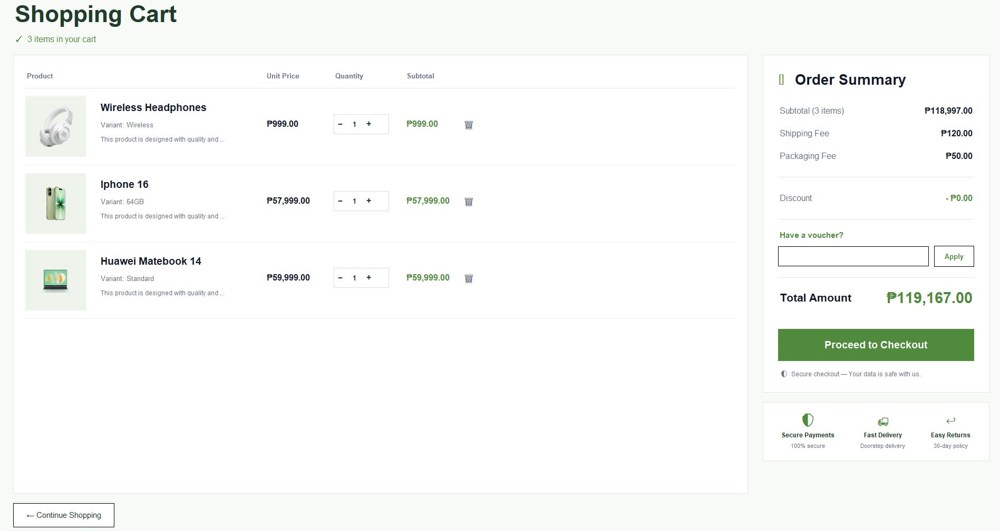 Shopping Cart
✓ 3 items in your cart
Product Unit Price Quantity Subtotal
Wireless Headphones
Variant: Wireless
This product is designed with quality and ...
₱999.00 − 1 + ₱999.00
Iphone 16
Variant: 64GB
This product is designed with quality and ...
₱57,999.00 − 1 + ₱57,999.00
Huawei Matebook 14
Variant: Standard
This product is designed with quality and ...
₱59,999.00 − 1 + ₱59,999.00
← Continue Shopping
Order Summary
Subtotal (3 items) ₱118,997.00
Shipping Fee ₱120.00
Packaging Fee ₱50.00
Discount - ₱0.00
Have a voucher?
Apply
Total Amount ₱119,167.00
Proceed to Checkout
Secure checkout — Your data is safe with us.
Secure Payments
100% secure
Fast Delivery
Doorstep delivery
Easy Returns
30-day policy